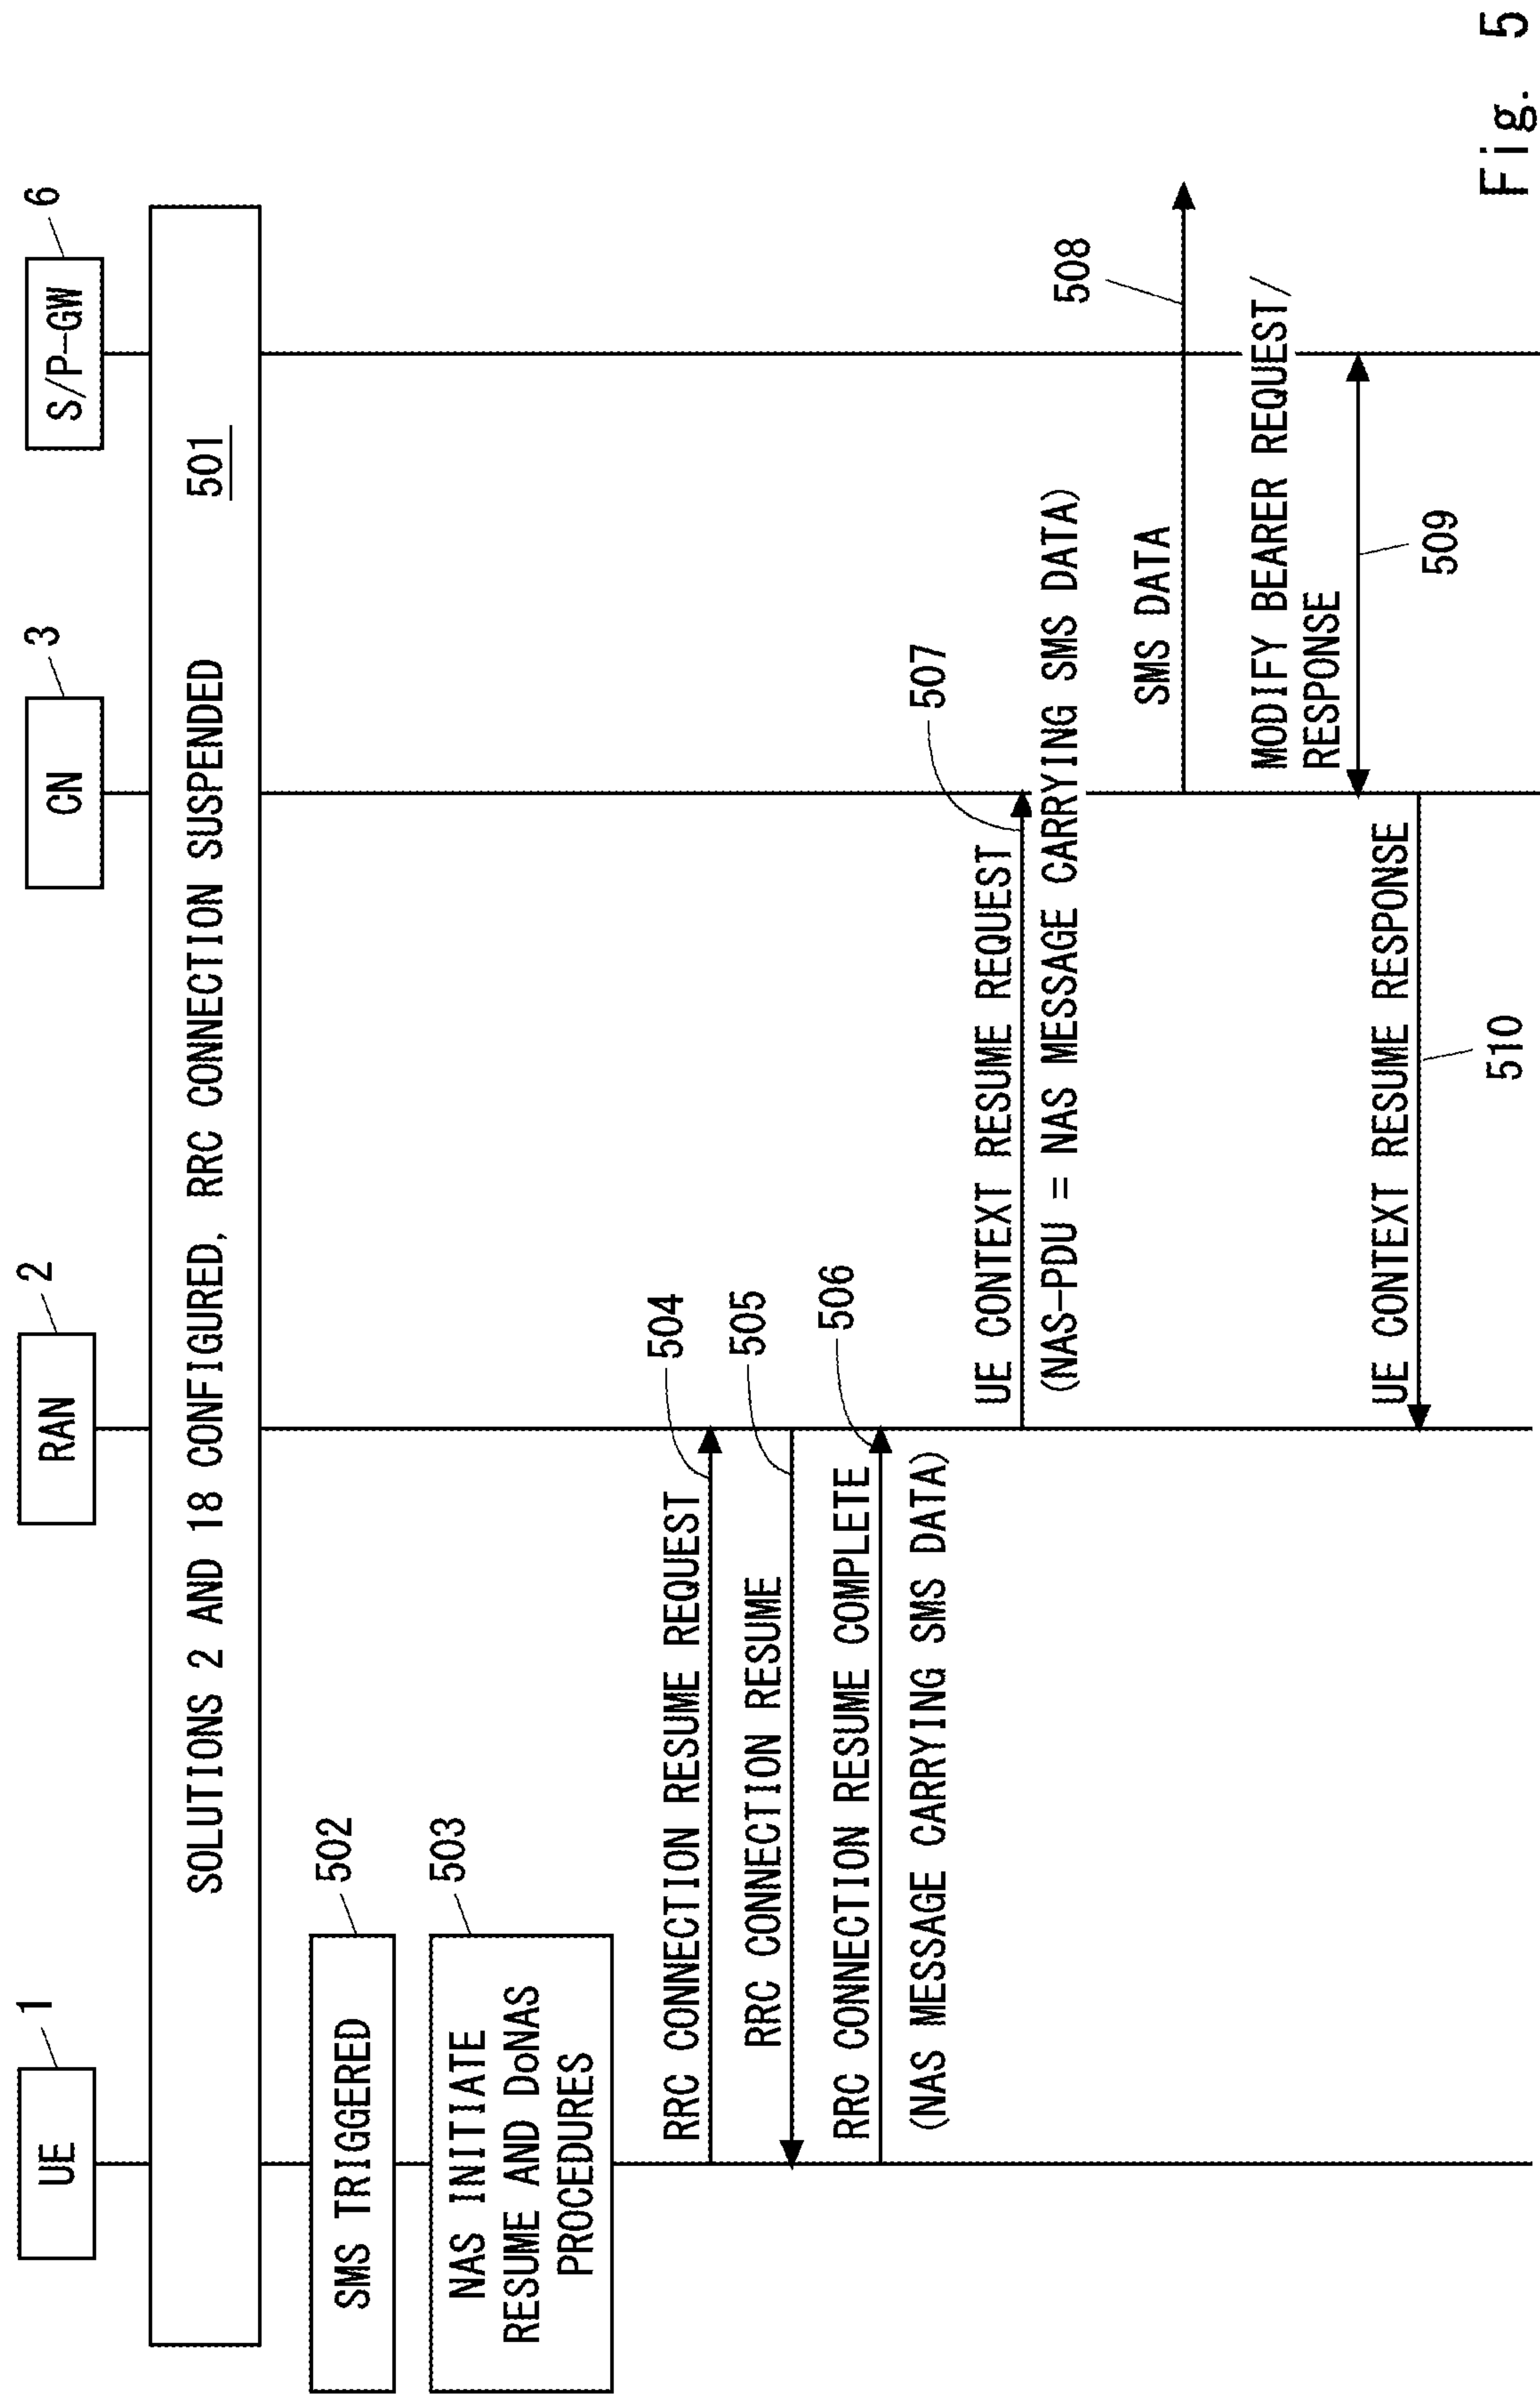 UE
1
RAN
2
CN
3
S/P-GW
6
SOLUTIONS 2 AND 18 CONFIGURED, RRC CONNECTION SUSPENDED
501
SMS TRIGGERED
502
NAS INITIATE
RESUME AND DoNAS
PROCEDURES
503
RRC CONNECTION RESUME REQUEST
504
RRC CONNECTION RESUME
505
RRC CONNECTION RESUME COMPLETE
506
(NAS MESSAGE CARRYING SMS DATA)
UE CONTEXT RESUME REQUEST
507
(NAS-PDU = NAS MESSAGE CARRYING SMS DATA)
SMS DATA
508
MODIFY BEARER REQUEST/
RESPONSE
509
UE CONTEXT RESUME RESPONSE
510
Fig. 5